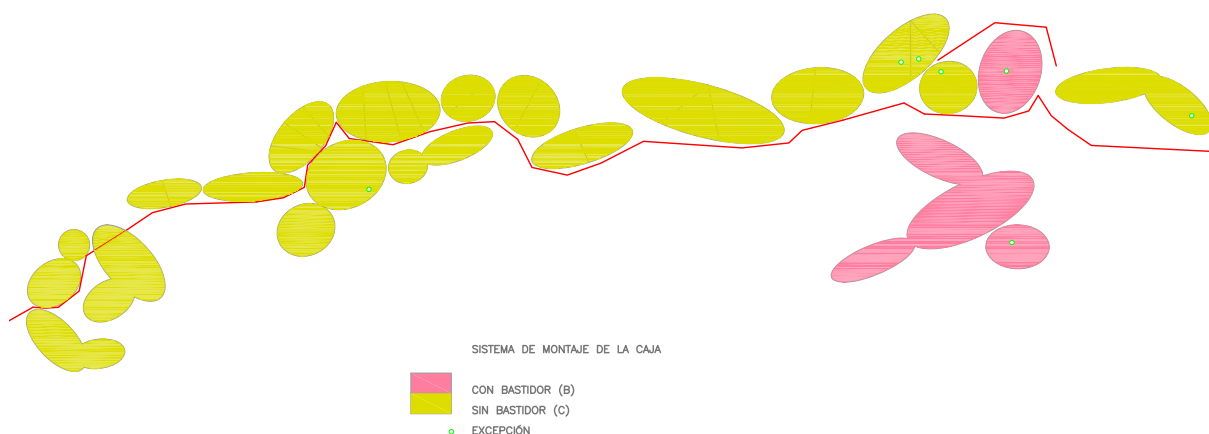 SISTEMA DE MONTAJE DE LA CAJA
CON BASTIDOR (B)
SIN BASTIDOR (C)
EXCEPCIÓN